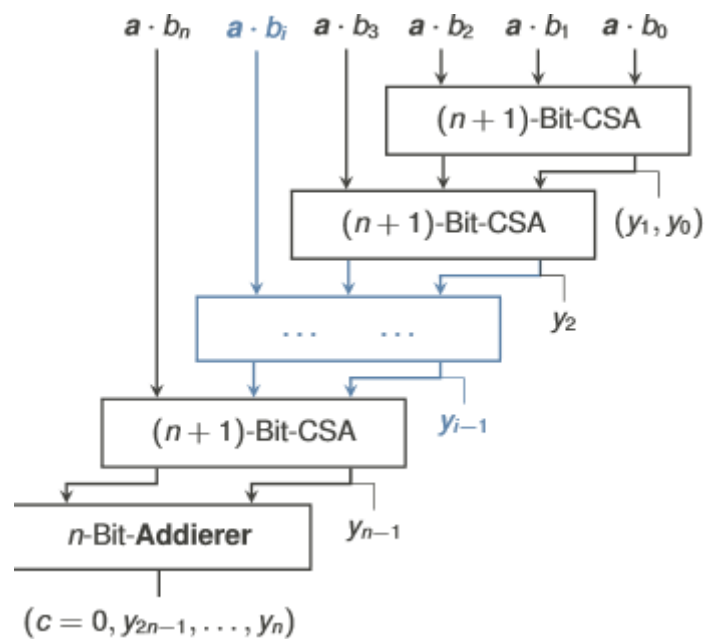 a · bₙ a · bᵢ a · b₃ a · b₂ a · b₁ a · b₀
(n + 1)-Bit-CSA
(n + 1)-Bit-CSA (y₁, y₀)
... ... y₂
(n + 1)-Bit-CSA yᵢ₋₁
n-Bit-Addierer yₙ₋₁
(c = 0, y₂ₙ₋₁, . . . , yₙ)